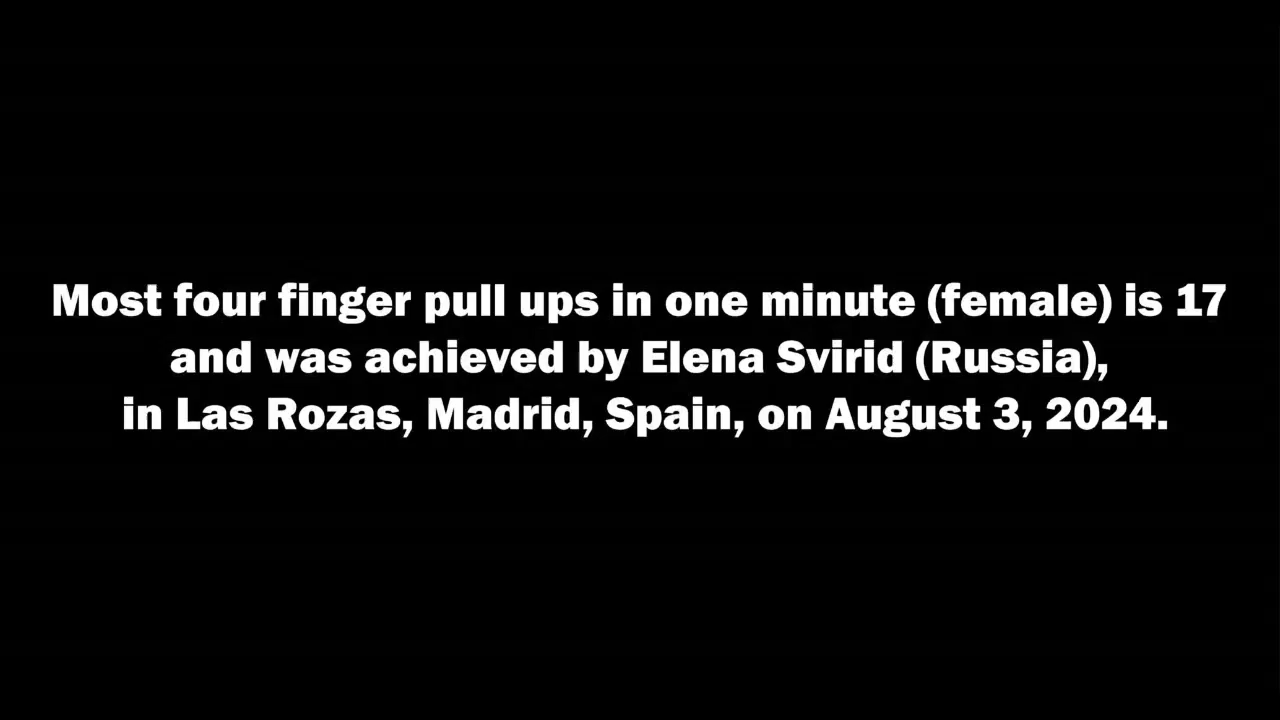 Most four finger pull ups in one minute (female) is 17
and was achieved by Elena Svirid (Russia),
in Las Rozas, Madrid, Spain, on August 3, 2024.